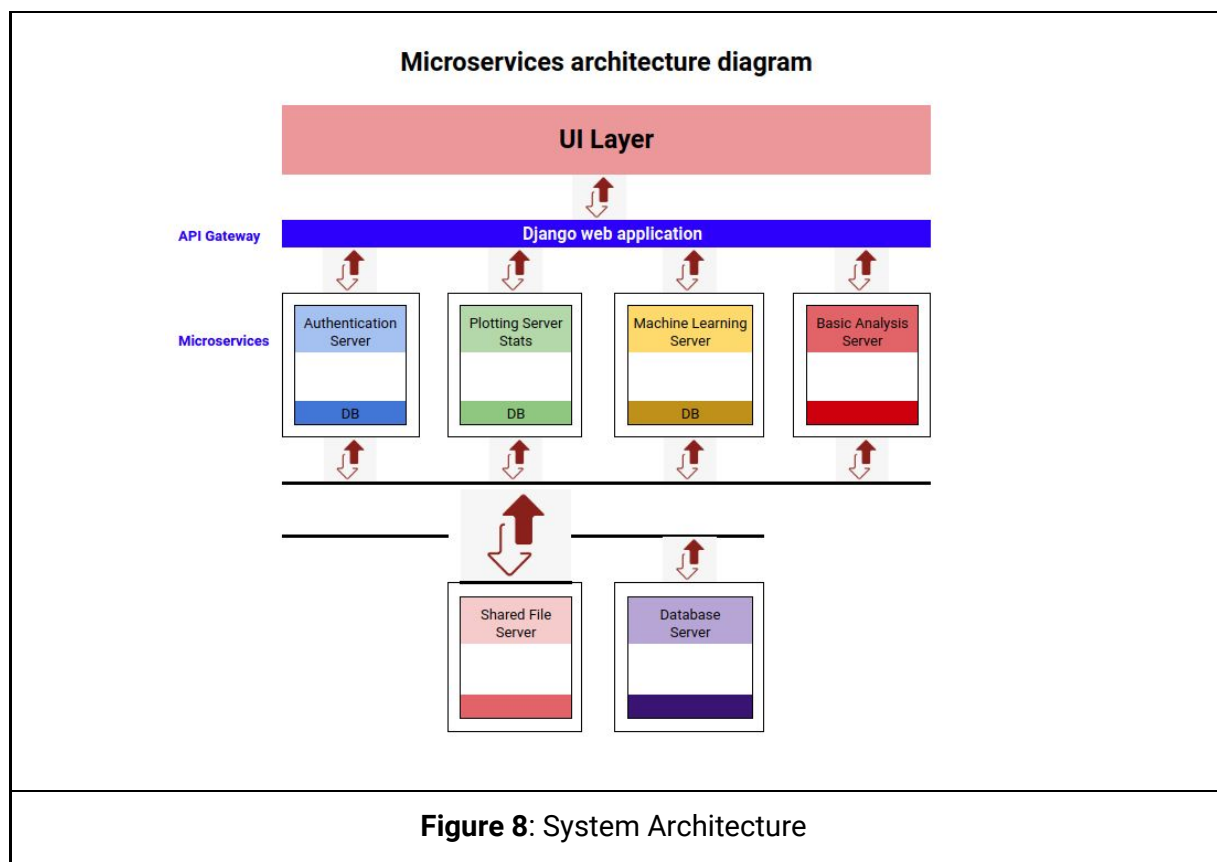 Microservices architecture diagram
UI Layer
API Gateway
Django web application
Microservices
Authentication
Server
DB
Plotting Server
Stats
DB
Machine Learning
Server
DB
Basic Analysis
Server
Shared File
Server
Database
Server
Figure 8: System Architecture